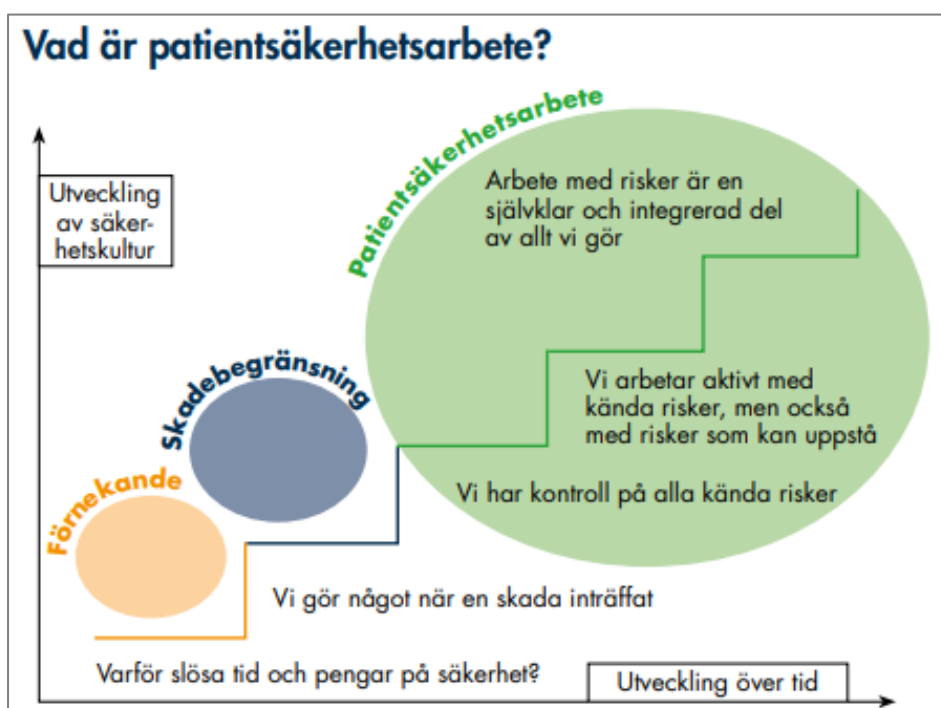 Vad är patientsäkerhetsarbete?
Patientsäkerhetsarbete
Utveckling
av säker-
hetskultur
Arbete med risker är en
självklar och integrerad del
av allt vi gör
Skadebegränsning
Vi arbetar aktivt med
kända risker, men också
med risker som kan uppstå
Förnekande
Vi har kontroll på alla kända risker
Vi gör något när en skada inträffat
Varför slösa tid och pengar på säkerhet?
Utveckling över tid